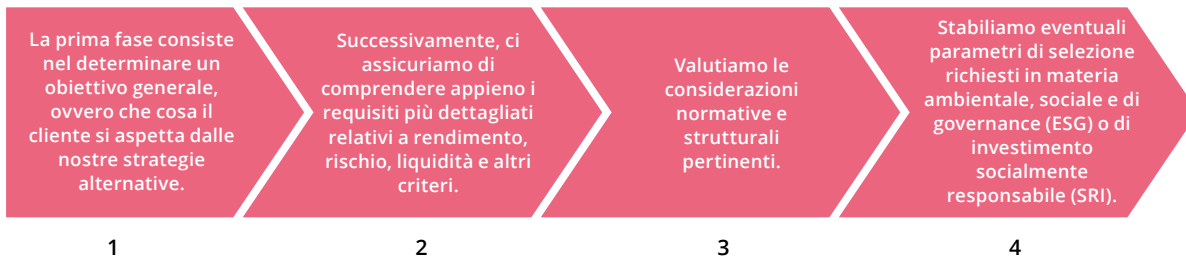 La prima fase consiste
nel determinare un
obiettivo generale,
ovvero che cosa il
cliente si aspetta dalle
nostre strategie
alternative.
Successivamente, ci
assicuriamo di
comprendere appieno i
requisiti più dettagliati
relativi a rendimento,
rischio, liquidità e altri
criteri.
Valutiamo le
considerazioni
normative e
strutturali
pertinenti.
Stabiliamo eventuali
parametri di selezione
richiesti in materia
ambientale, sociale e di
governance (ESG) o di
investimento
socialmente
responsabile (SRI).
1
2
3
4